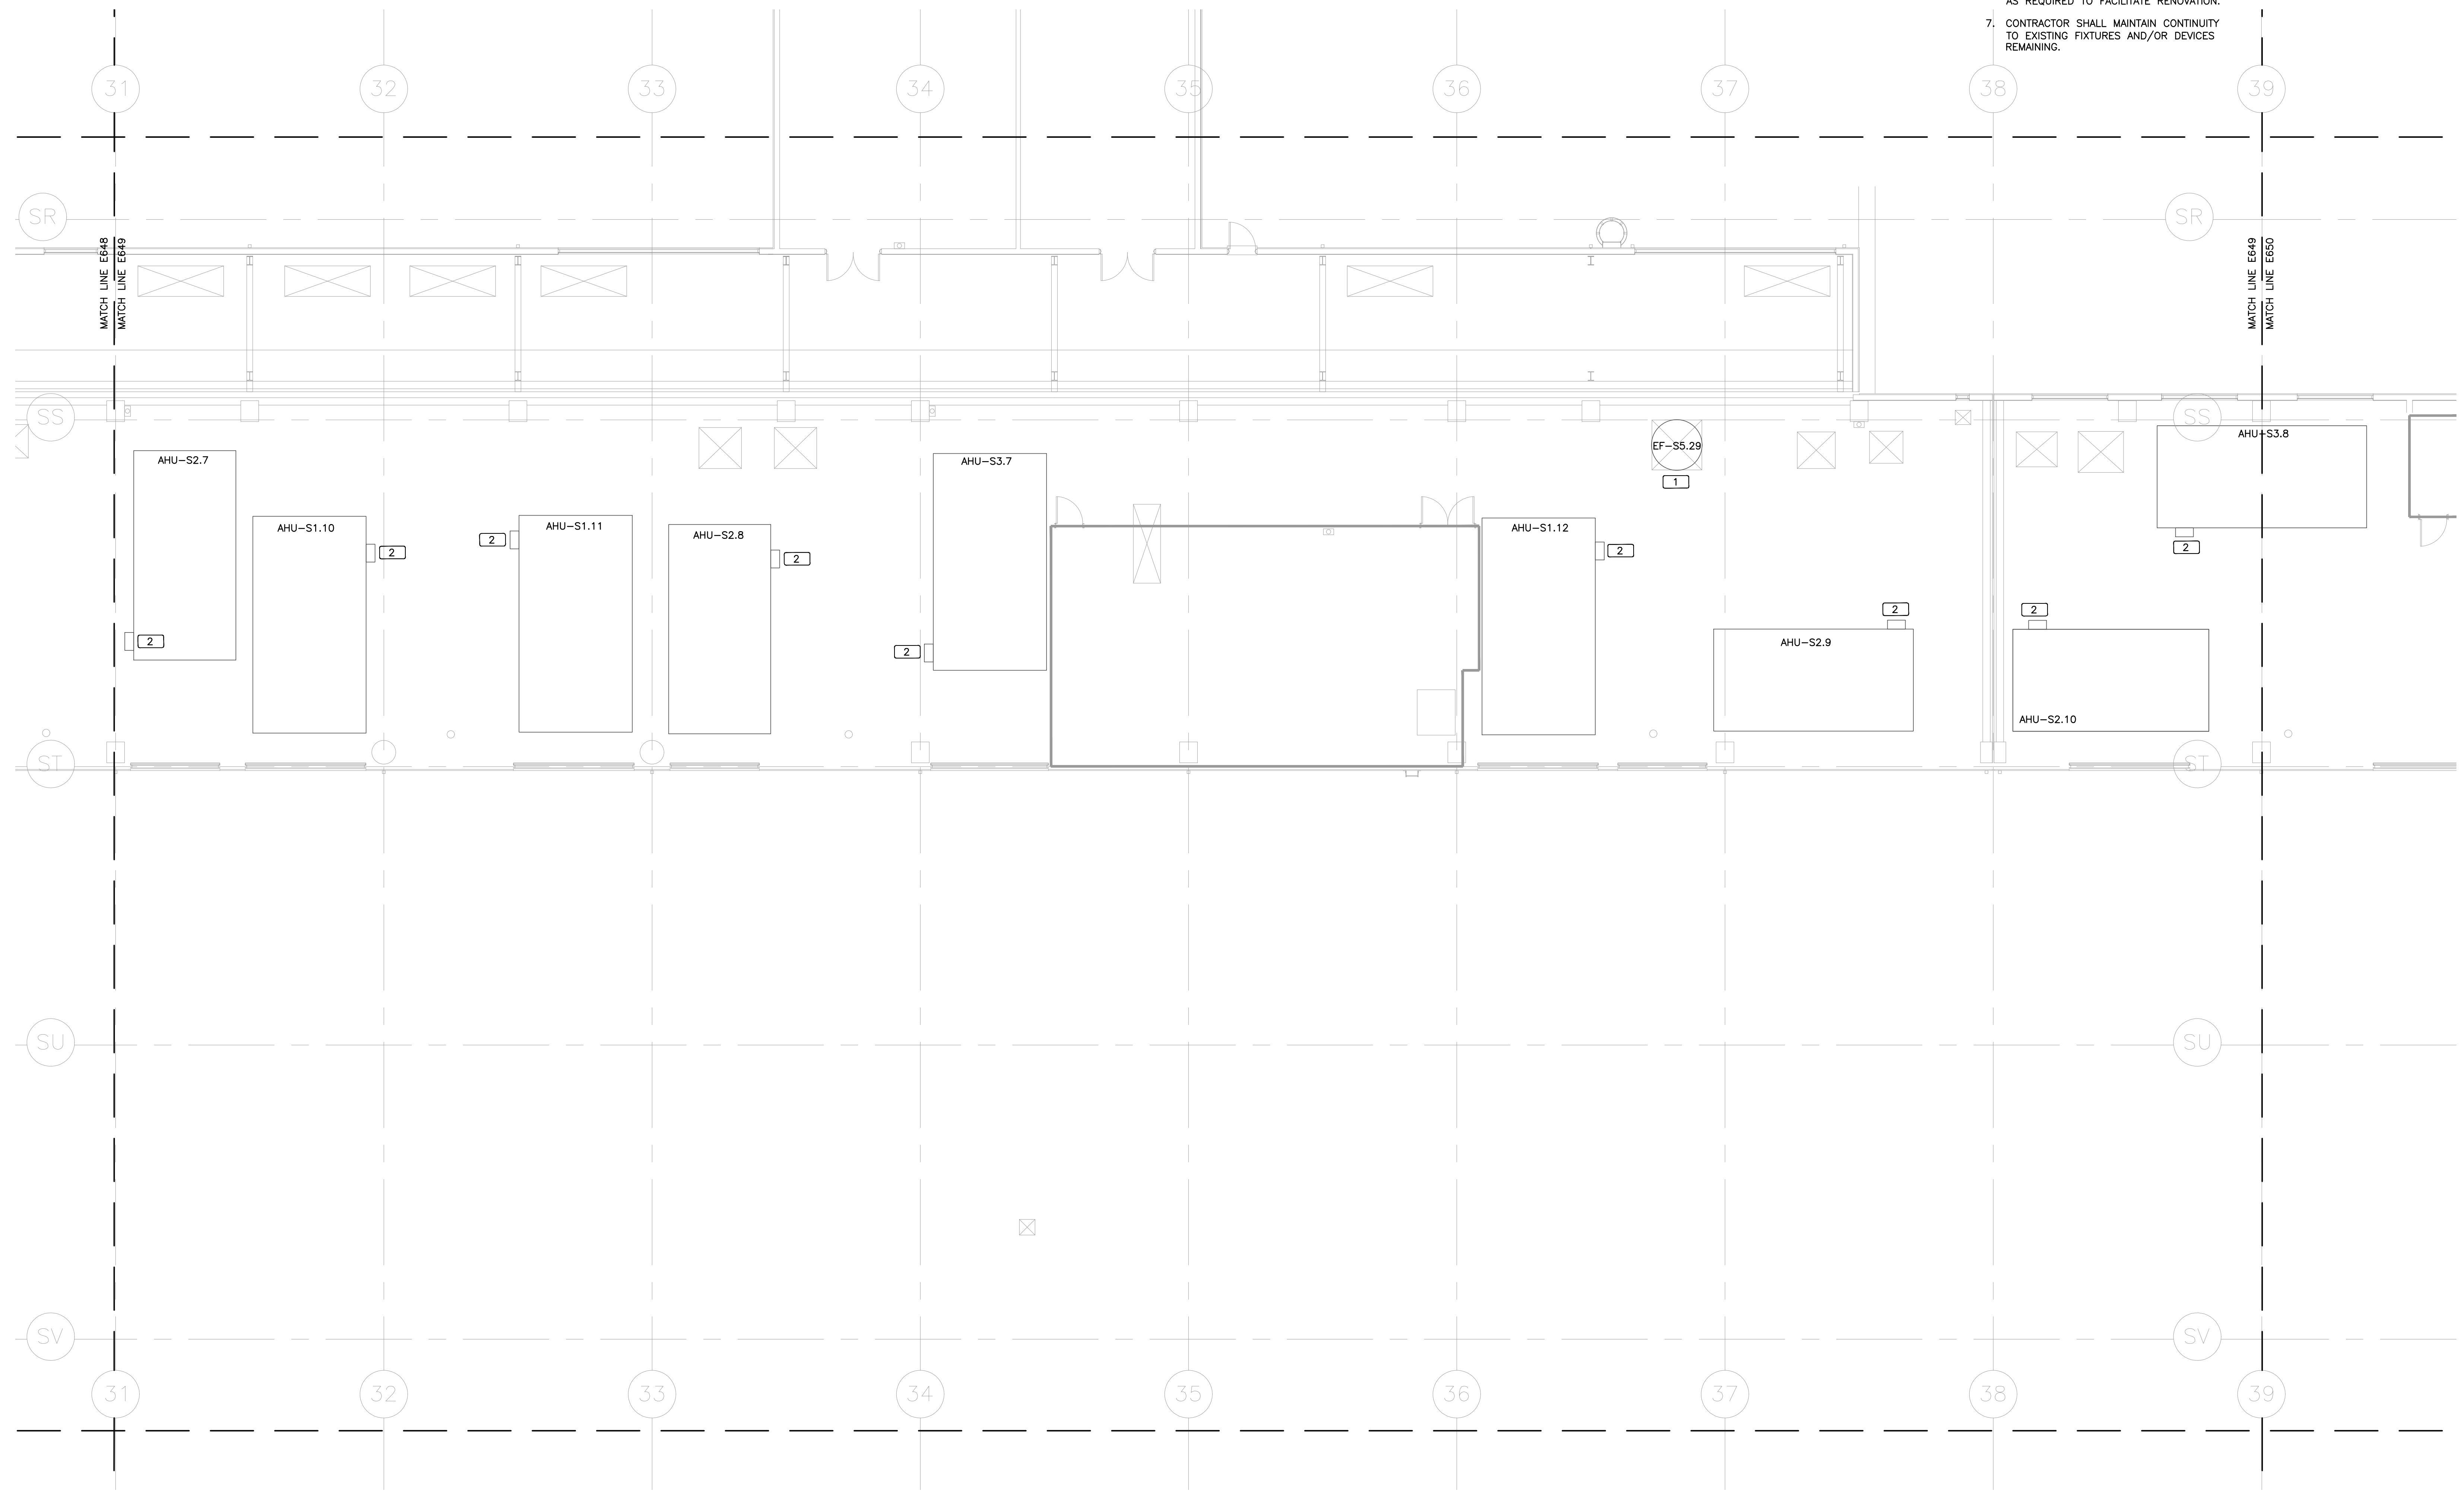 AS REQUIRED TO FACILITATE RENOVATION.
7. CONTRACTOR SHALL MAINTAIN CONTINUITY
TO EXISTING FIXTURES AND/OR DEVICES
REMAINING.
31
32
33
34
35
36
37
38
39
SR
SR
MATCH LINE E648
MATCH LINE E649
MATCH LINE E649
MATCH LINE E650
SS
SS
AHU-S2.7
AHU-S3.7
EF-S5.29
AHU-S3.8
1
AHU-S1.10
AHU-S1.11
AHU-S2.8
AHU-S1.12
2
2
2
2
2
2
2
2
2
AHU-S2.9
AHU-S2.10
ST
ST
SU
SU
SV
SV
31
32
33
34
35
36
37
38
39